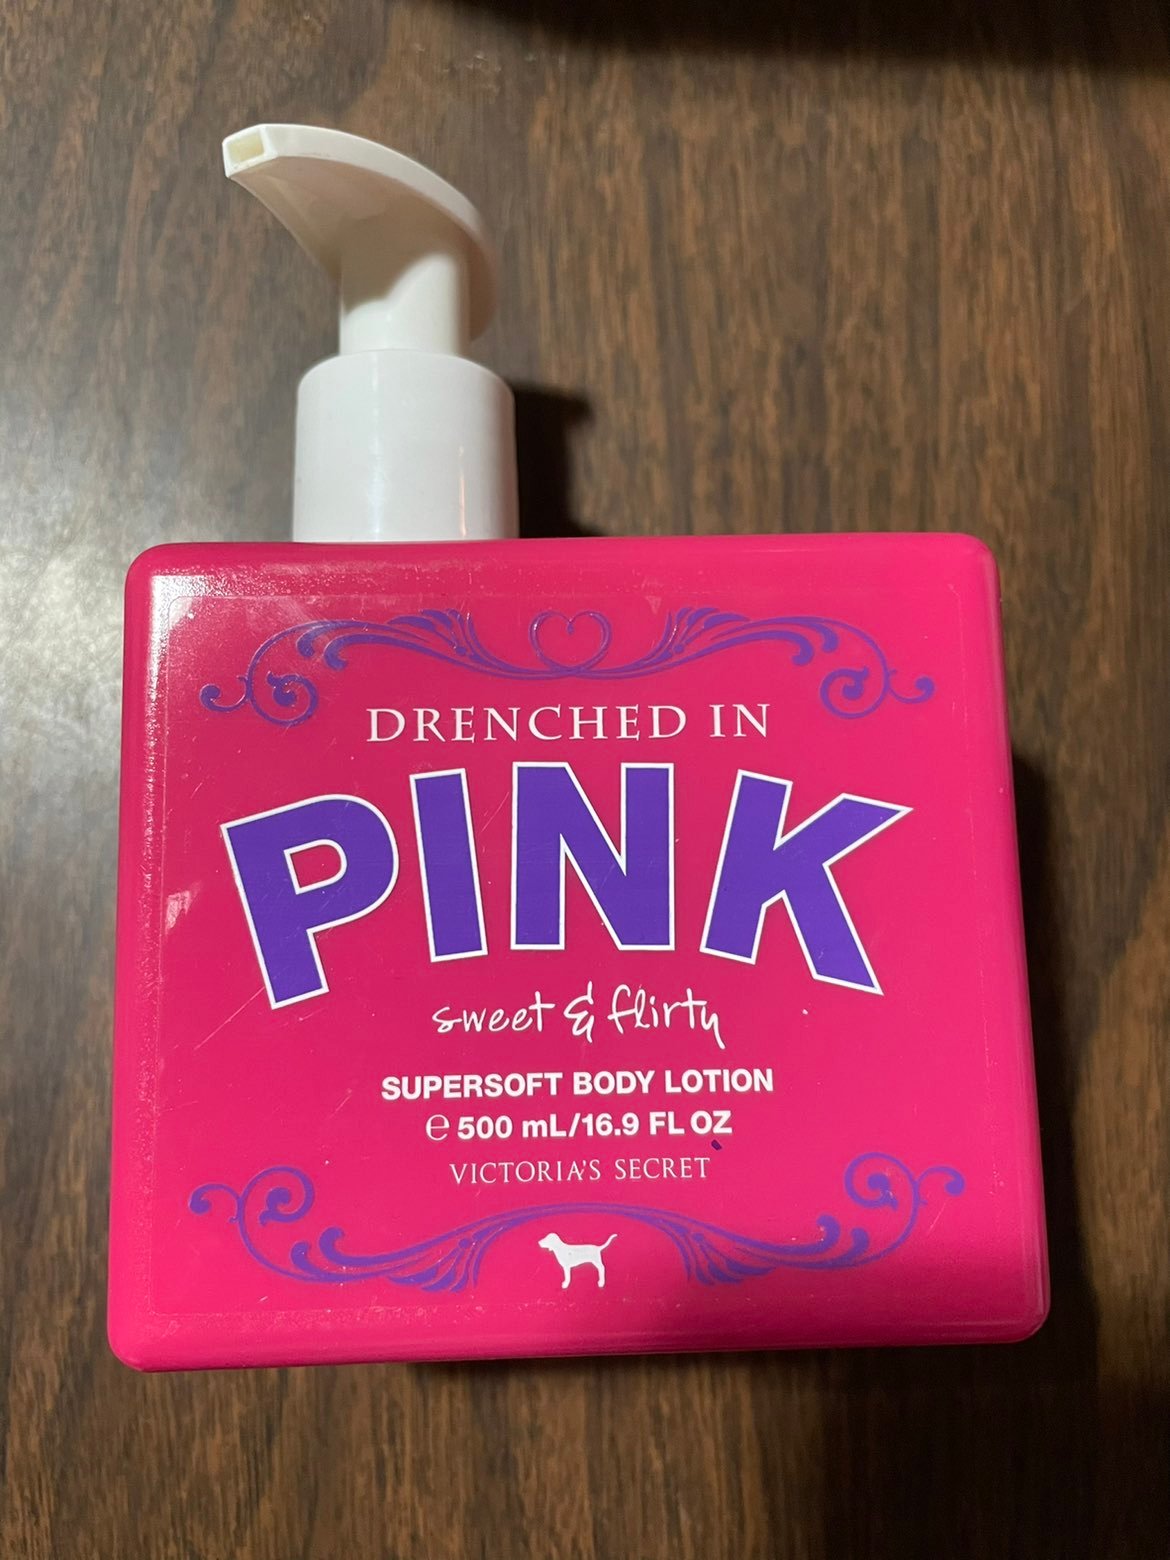 DRENCHED IN
PINK
sweet & flirty
SUPERSOFT BODY LOTION
℮ 500 mL/16.9 FL OZ
VICTORIA'S SECRET